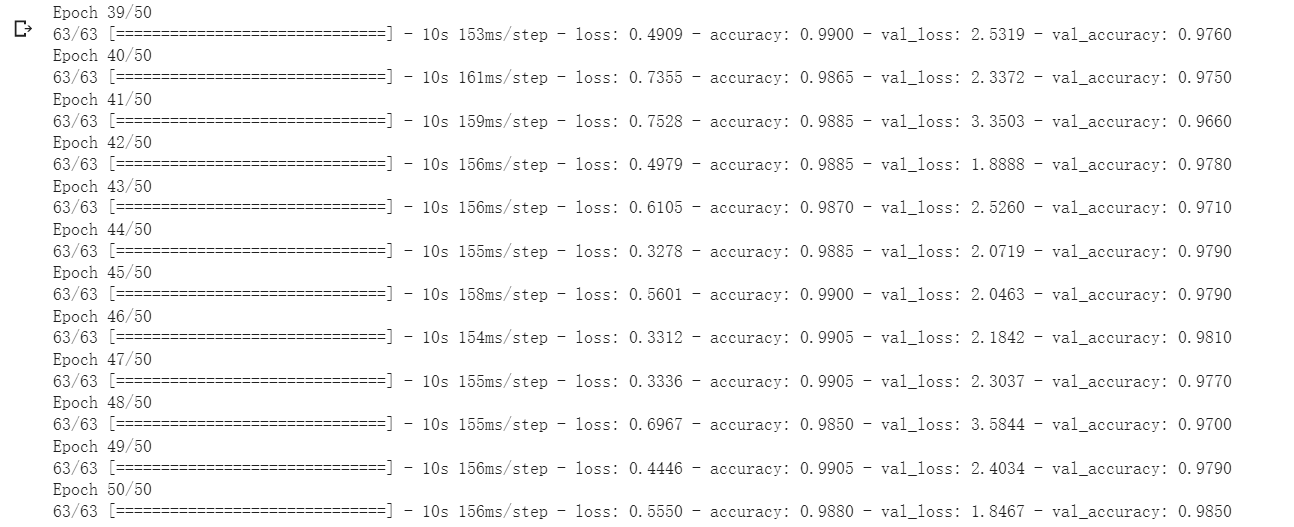 Epoch 39/50
63/63 [==============================] - 10s 153ms/step - loss: 0.4909 - accuracy: 0.9900 - val_loss: 2.5319 - val_accuracy: 0.9760
Epoch 40/50
63/63 [==============================] - 10s 161ms/step - loss: 0.7355 - accuracy: 0.9865 - val_loss: 2.3372 - val_accuracy: 0.9750
Epoch 41/50
63/63 [==============================] - 10s 159ms/step - loss: 0.7528 - accuracy: 0.9885 - val_loss: 3.3503 - val_accuracy: 0.9660
Epoch 42/50
63/63 [==============================] - 10s 156ms/step - loss: 0.4979 - accuracy: 0.9885 - val_loss: 1.8888 - val_accuracy: 0.9780
Epoch 43/50
63/63 [==============================] - 10s 156ms/step - loss: 0.6105 - accuracy: 0.9870 - val_loss: 2.5260 - val_accuracy: 0.9710
Epoch 44/50
63/63 [==============================] - 10s 155ms/step - loss: 0.3278 - accuracy: 0.9885 - val_loss: 2.0719 - val_accuracy: 0.9790
Epoch 45/50
63/63 [==============================] - 10s 158ms/step - loss: 0.5601 - accuracy: 0.9900 - val_loss: 2.0463 - val_accuracy: 0.9790
Epoch 46/50
63/63 [==============================] - 10s 154ms/step - loss: 0.3312 - accuracy: 0.9905 - val_loss: 2.1842 - val_accuracy: 0.9810
Epoch 47/50
63/63 [==============================] - 10s 155ms/step - loss: 0.3336 - accuracy: 0.9905 - val_loss: 2.3037 - val_accuracy: 0.9770
Epoch 48/50
63/63 [==============================] - 10s 155ms/step - loss: 0.6967 - accuracy: 0.9850 - val_loss: 3.5844 - val_accuracy: 0.9700
Epoch 49/50
63/63 [==============================] - 10s 156ms/step - loss: 0.4446 - accuracy: 0.9905 - val_loss: 2.4034 - val_accuracy: 0.9790
Epoch 50/50
63/63 [==============================] - 10s 156ms/step - loss: 0.5550 - accuracy: 0.9880 - val_loss: 1.8467 - val_accuracy: 0.9850